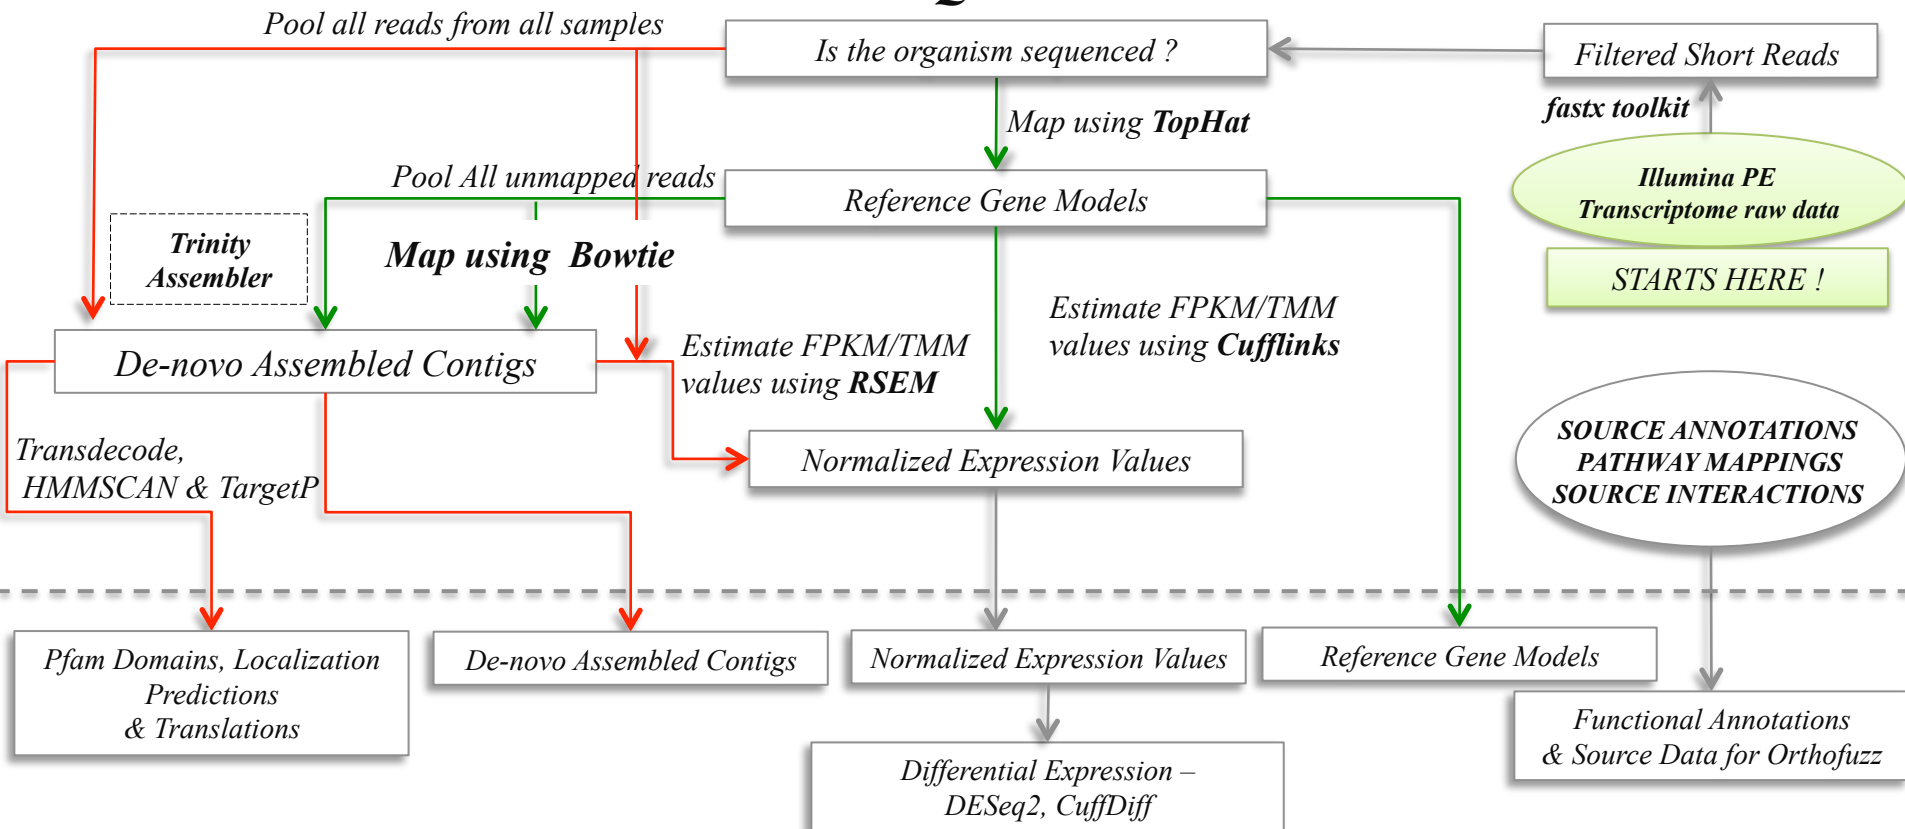 Pool all reads from all samples
Is the organism sequenced ?
Filtered Short Reads
fastx toolkit
Map using TopHat
Illumina PE
Transcriptome raw data
STARTS HERE !
Pool All unmapped reads
Reference Gene Models
Trinity
Assembler
Map using Bowtie
Estimate FPKM/TMM
values using Cufflinks
De-novo Assembled Contigs
Estimate FPKM/TMM
values using RSEM
SOURCE ANNOTATIONS
PATHWAY MAPPINGS
SOURCE INTERACTIONS
Transdecode,
HMMSCAN & TargetP
Normalized Expression Values
Pfam Domains, Localization
Predictions
& Translations
De-novo Assembled Contigs
Normalized Expression Values
Reference Gene Models
Functional Annotations
& Source Data for Orthofuzz
Differential Expression –
DESeq2, CuffDiff